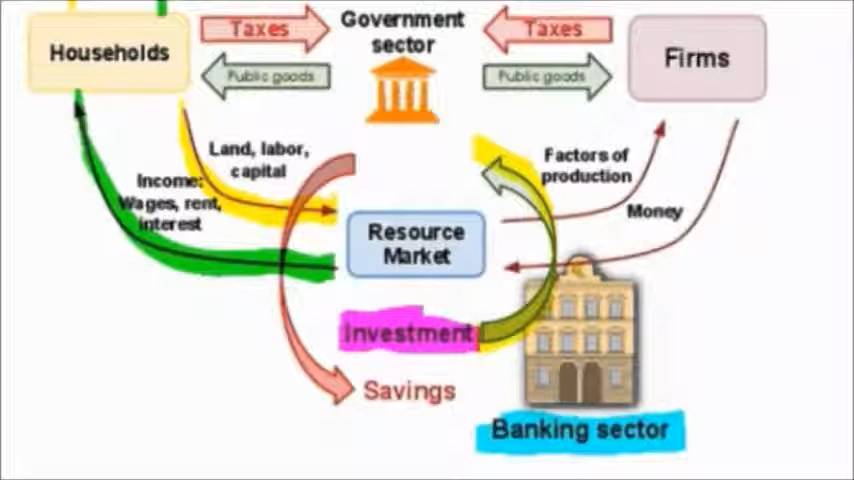 Households
Taxes
Government
sector
Taxes
Firms
Public goods
Public goods
Land, labor,
capital
Factors of
production
Income:
Wages, rent,
interest
Money
Resource
Market
Investment
Savings
Banking sector